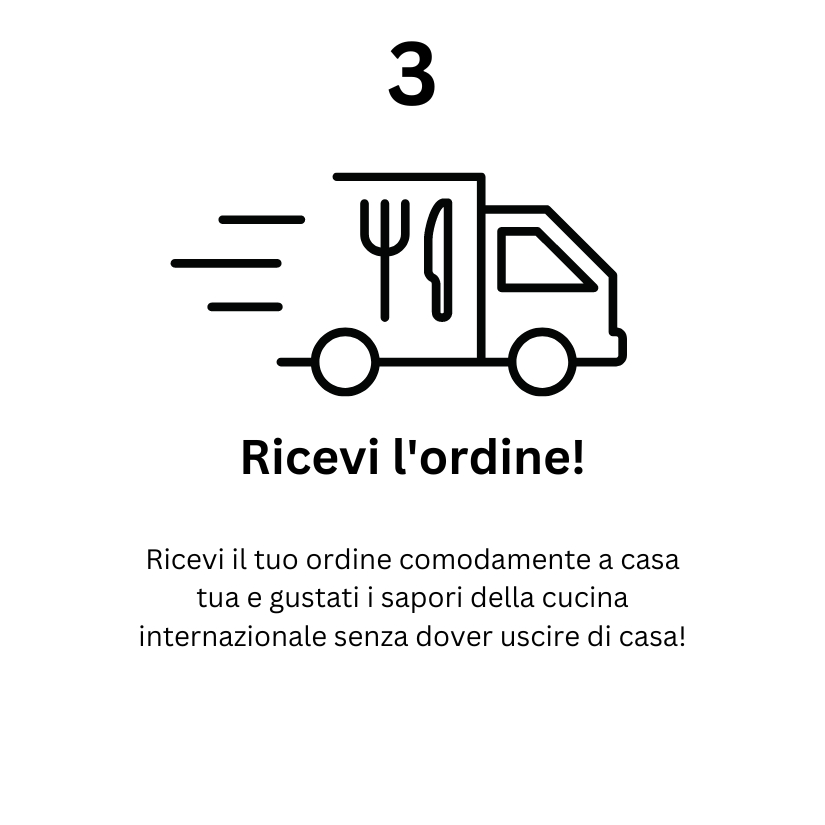 3
Ricevi l'ordine!
Ricevi il tuo ordine comodamente a casa
tua e gustati i sapori della cucina
internazionale senza dover uscire di casa!